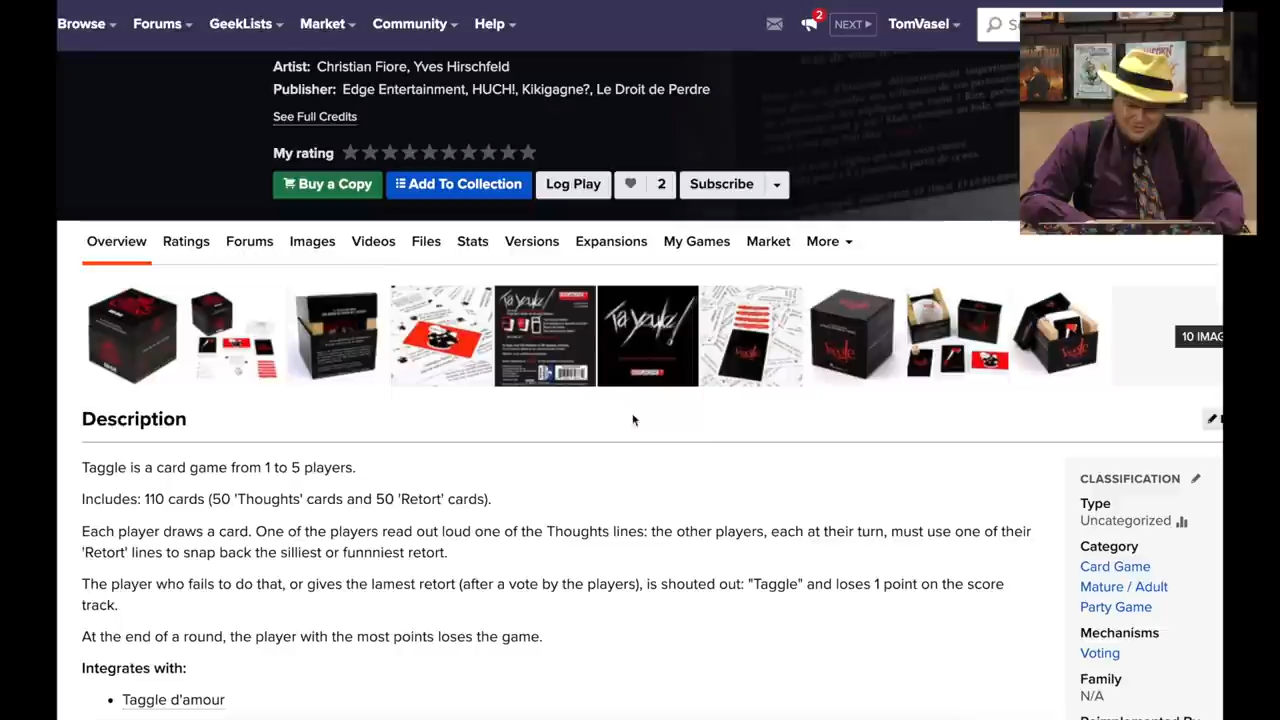 Browse Forums GeekLists Market Community Help 2 NEXT TomVasel
Artist: Christian Fiore, Yves Hirschfeld
Publisher: Edge Entertainment, HUCH!, Kikigagne?, Le Droit de Perdre
See Full Credits
My rating
Buy a Copy Add To Collection Log Play 2 Subscribe
Overview Ratings Forums Images Videos Files Stats Versions Expansions My Games Market More
Ta Yeule! Ta Yeule!
10 IMAG
Description
Taggle is a card game from 1 to 5 players.
Includes: 110 cards (50 'Thoughts' cards and 50 'Retort' cards).
Each player draws a card. One of the players read out loud one of the Thoughts lines: the other players, each at their turn, must use one of their
'Retort' lines to snap back the silliest or funnniest retort.
The player who fails to do that, or gives the lamest retort (after a vote by the players), is shouted out: "Taggle" and loses 1 point on the score
track.
At the end of a round, the player with the most points loses the game.
Integrates with:
• Taggle d'amour
CLASSIFICATION
Type
Uncategorized
Category
Card Game
Mature / Adult
Party Game
Mechanisms
Voting
Family
N/A
Reimplemented By